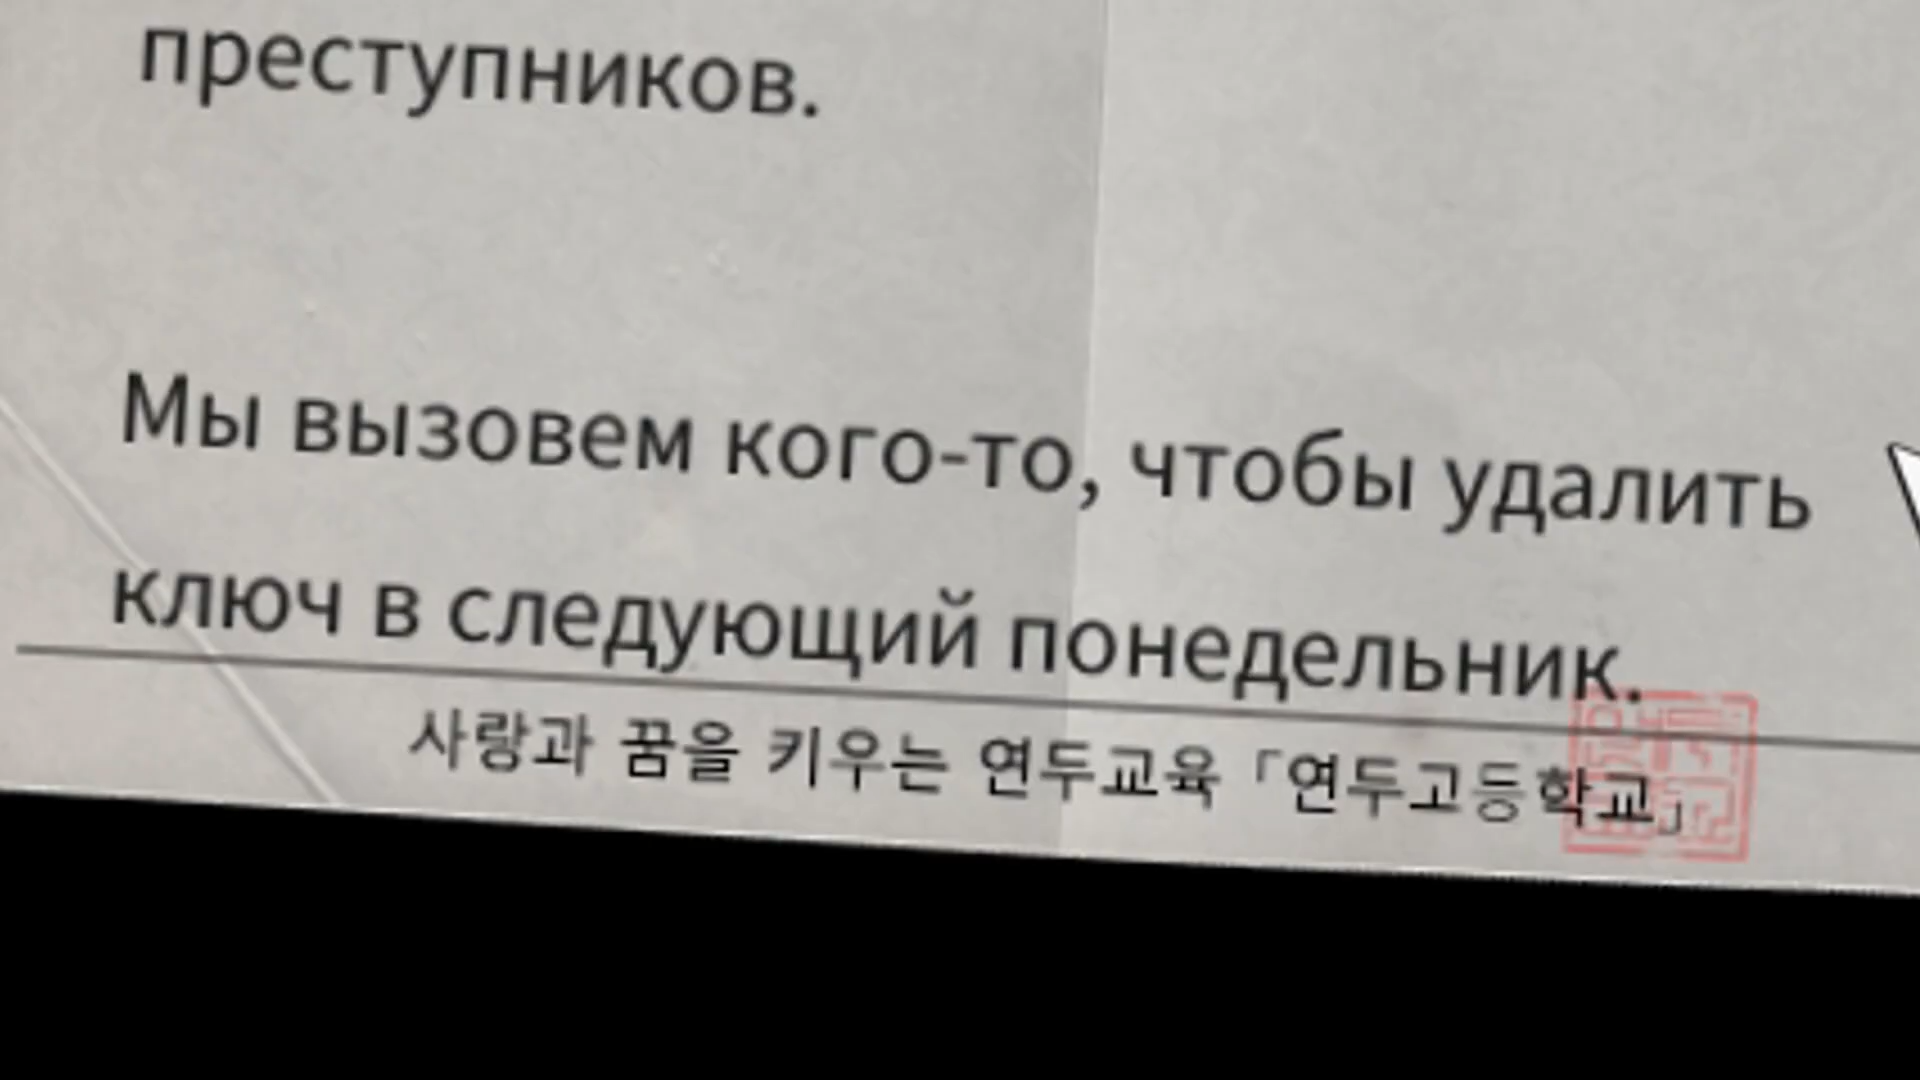 преступников.
Мы вызовем кого-то, чтобы удалить
ключ в следующий понедельник.
사랑과 꿈을 키우는 연두교육「연두고등학교」